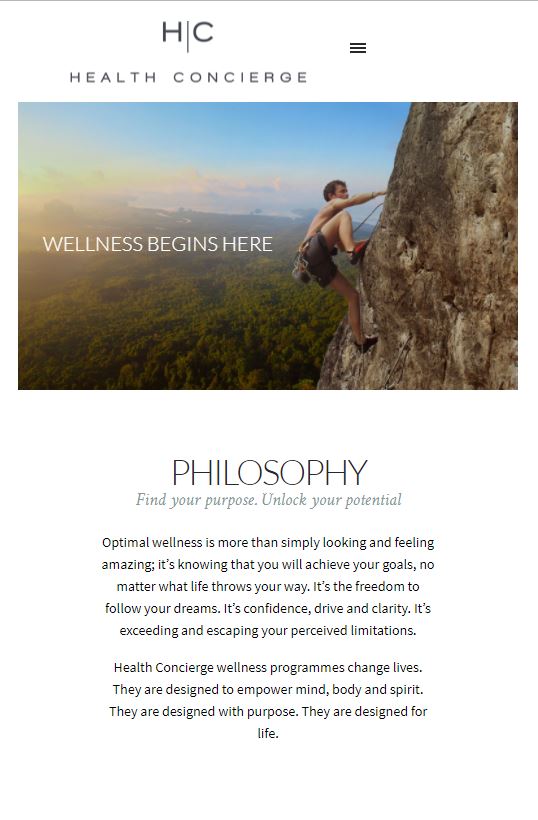 H|C
HEALTH CONCIERGE
WELLNESS BEGINS HERE
PHILOSOPHY
Find your purpose. Unlock your potential
Optimal wellness is more than simply looking and feeling
amazing; it’s knowing that you will achieve your goals, no
matter what life throws your way. It’s the freedom to
follow your dreams. It’s confidence, drive and clarity. It’s
exceeding and escaping your perceived limitations.
Health Concierge wellness programmes change lives.
They are designed to empower mind, body and spirit.
They are designed with purpose. They are designed for
life.